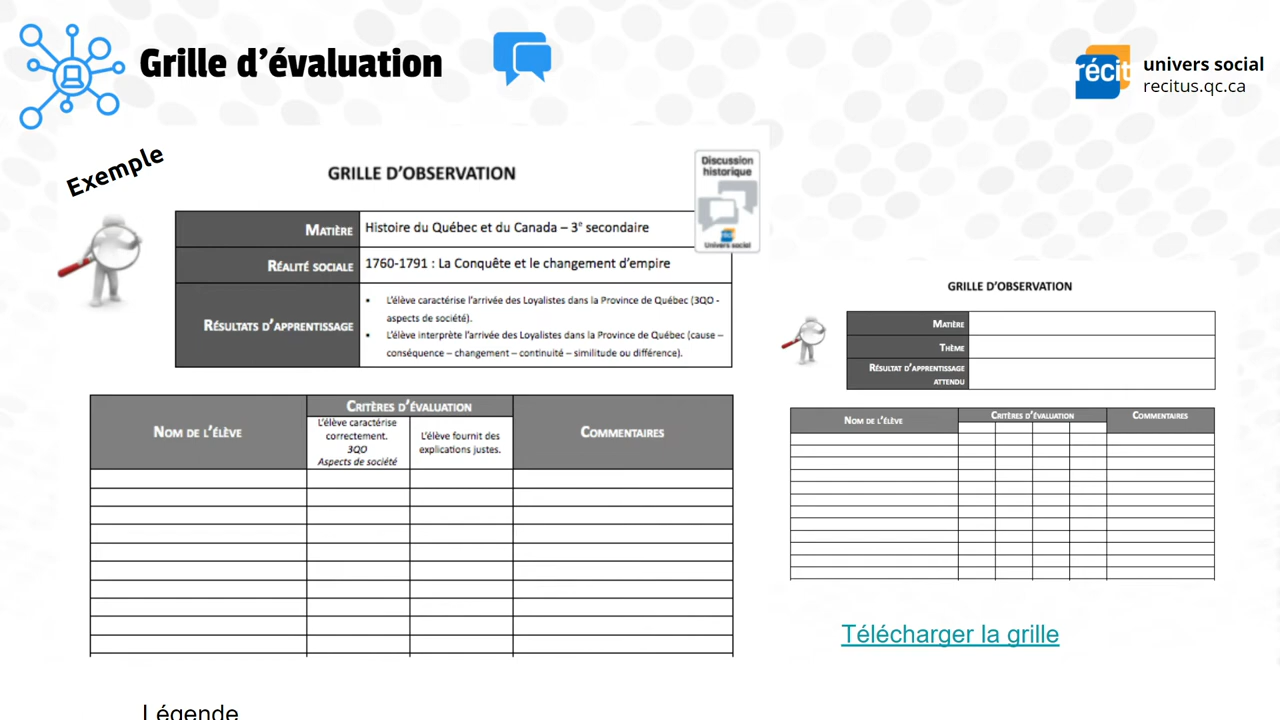 Grille d'évaluation
récit
univers social
recitus.qc.ca
Exemple
GRILLE D'OBSERVATION
Discussion
historique
Univers social
MATIÈRE
Histoire du Québec et du Canada – 3e secondaire
RÉALITÉ SOCIALE
1760-1791 : La Conquête et le changement d'empire
RÉSULTATS D'APPRENTISSAGE
• L'élève caractérise l'arrivée des Loyalistes dans la Province de Québec (3QO -
aspects de société).
• L'élève interprète l'arrivée des Loyalistes dans la Province de Québec (cause –
conséquence – changement – continuité – similitude ou différence).
NOM DE L'ÉLÈVE
CRITÈRES D'ÉVALUATION
L'élève caractérise
correctement.
3QO
Aspects de société
L'élève fournit des
explications justes.
COMMENTAIRES
GRILLE D'OBSERVATION
MATIÈRE
THÈME
RÉSULTAT D'APPRENTISSAGE
ATTENDU
NOM DE L'ÉLÈVE
CRITÈRES D'ÉVALUATION
COMMENTAIRES
Télécharger la grille
Légende